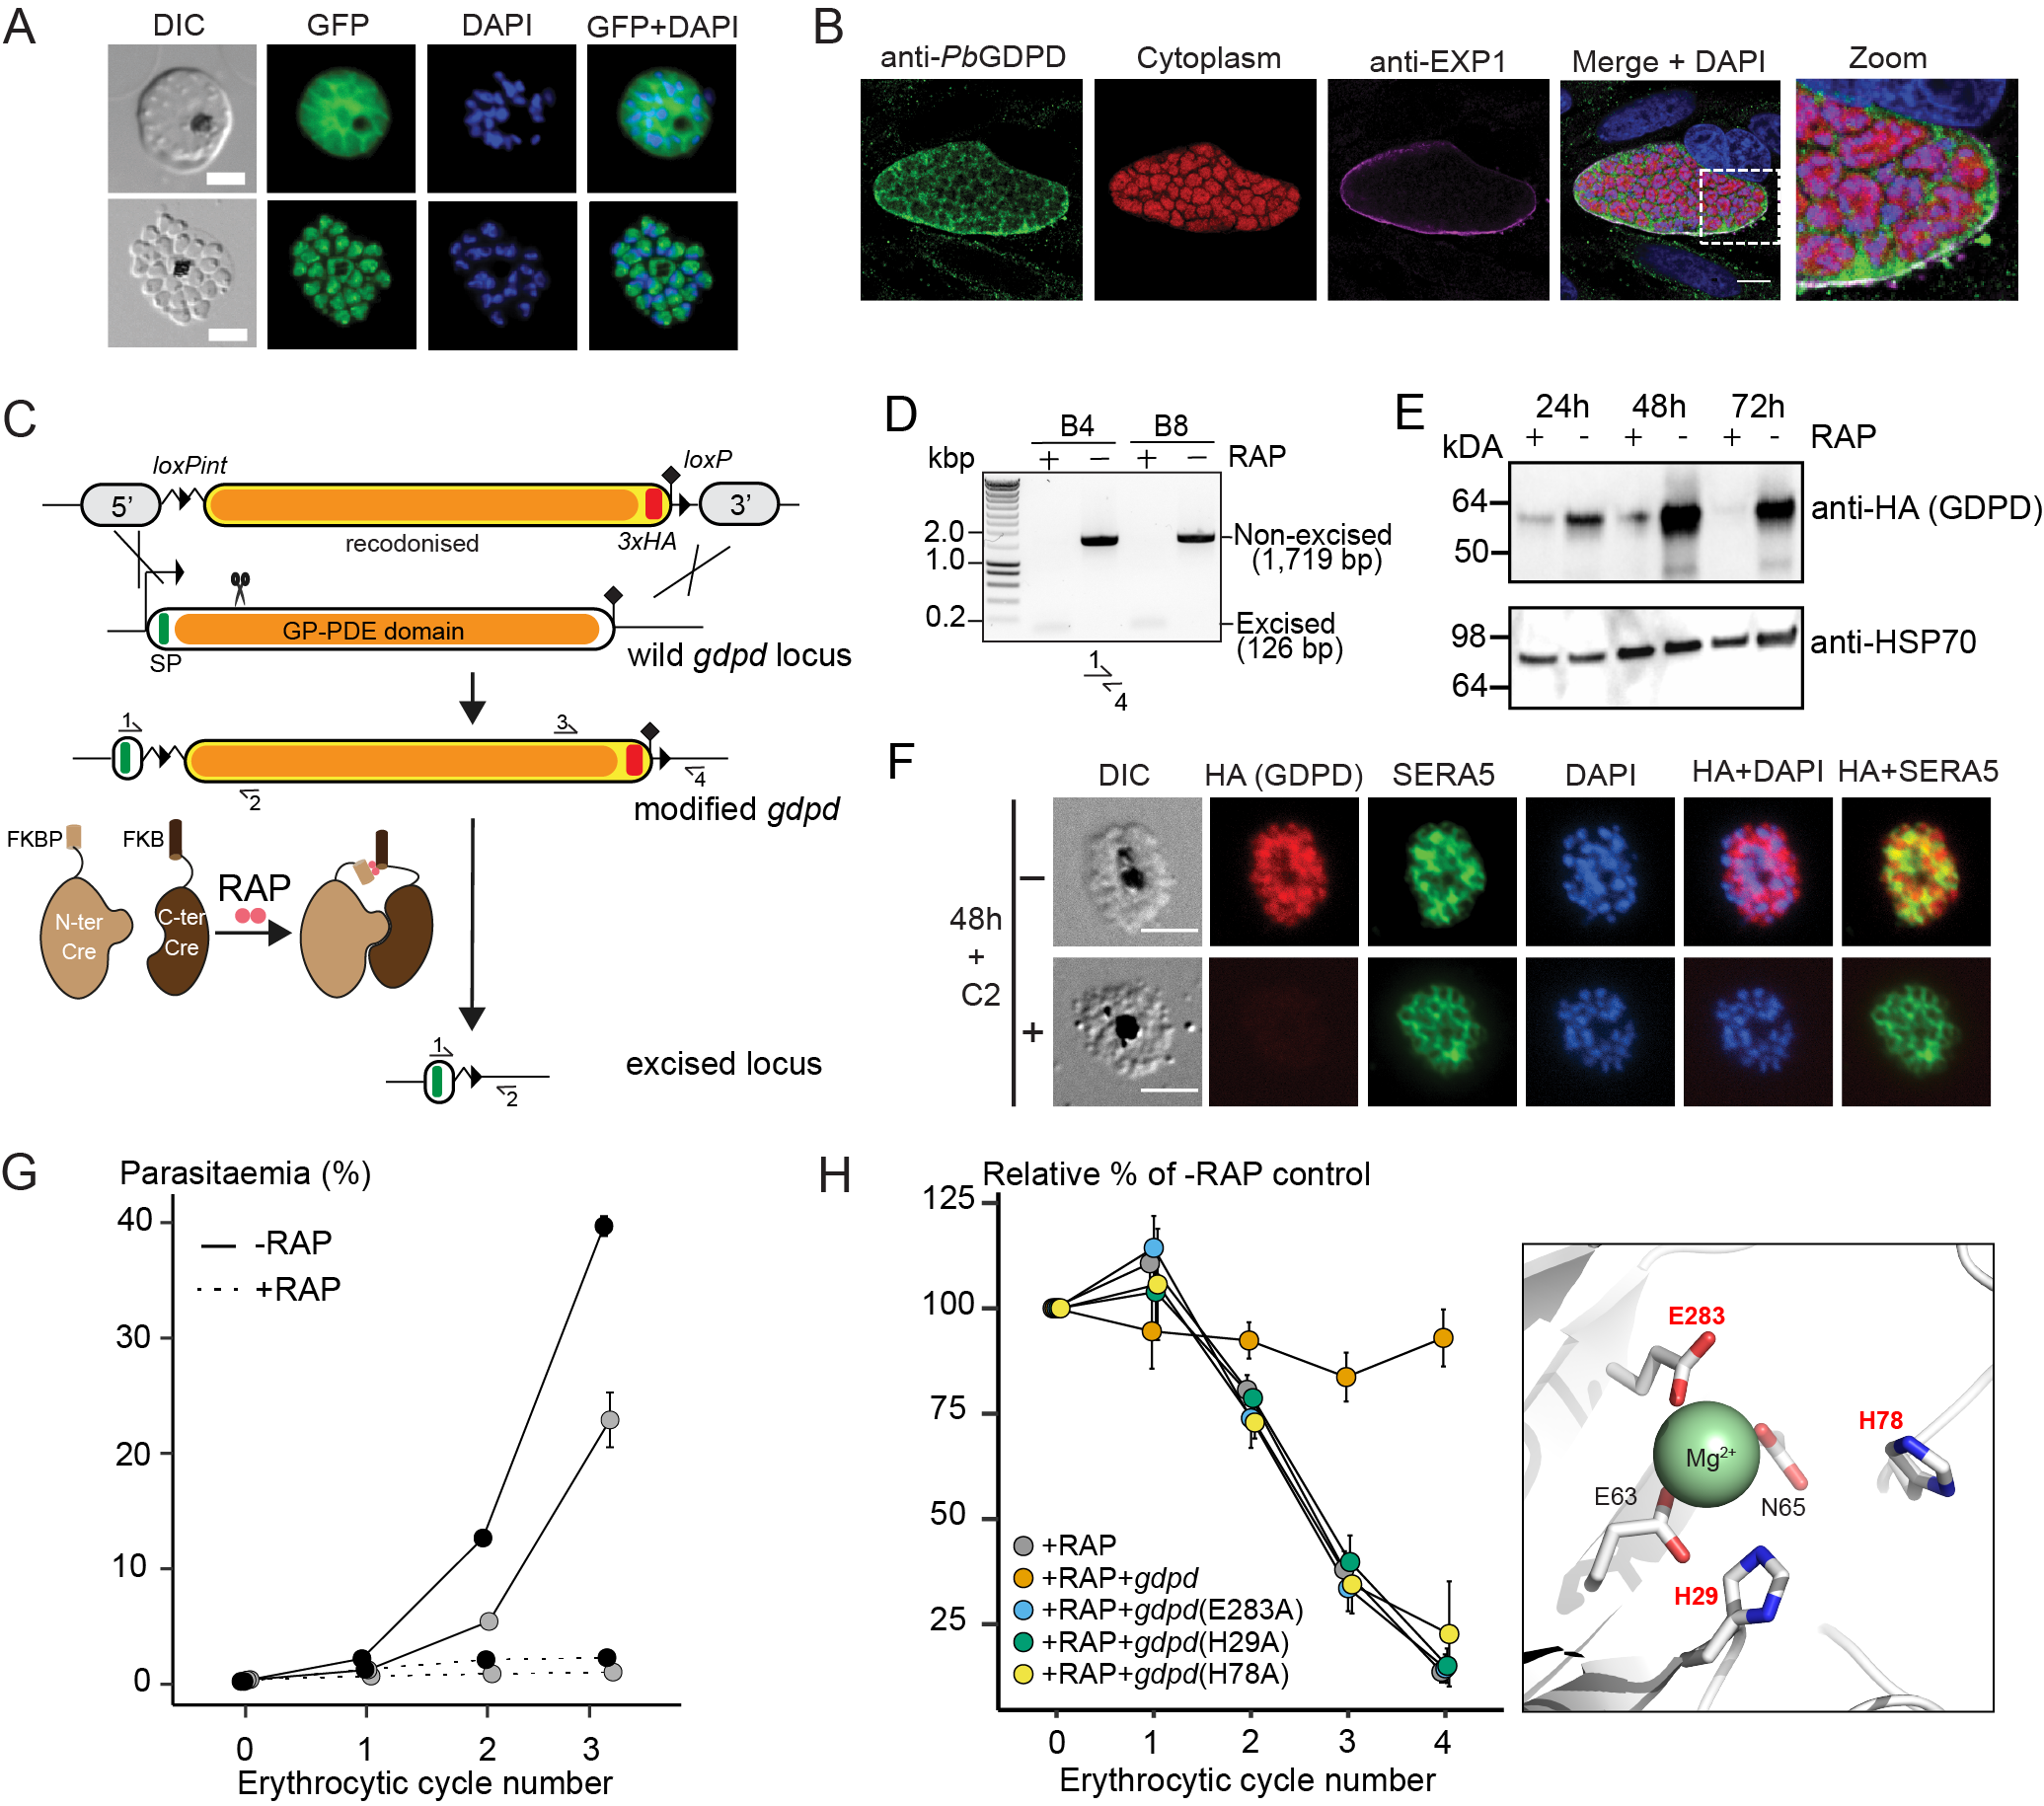 A
DIC GFP DAPI GFP+DAPI
B
anti-PbGDPD Cytoplasm anti-EXP1 Merge + DAPI Zoom
C
loxPint loxP
5’ 3’
recodonised 3xHA
GP-PDE domain
SP
wild gdpd locus
1 3
2 4
modified gdpd
FKBP FKB
RAP
N-ter Cre
C-ter Cre
1
2
excised locus
D
B4 B8
kbp + − + − RAP
2.0
1.0
0.2
Non-excised
(1,719 bp)
Excised
(126 bp)
1
4
E
24h 48h 72h
kDA + - + - + - RAP
64
50
anti-HA (GDPD)
98
64
anti-HSP70
F
DIC HA (GDPD) SERA5 DAPI HA+DAPI HA+SERA5
−
48h
+
C2
+
G
Parasitaemia (%)
40
30
20
10
0
-RAP
+RAP
0 1 2 3
Erythrocytic cycle number
H
Relative % of -RAP control
125
100
75
50
25
+RAP
+RAP+gdpd
+RAP+gdpd(E283A)
+RAP+gdpd(H29A)
+RAP+gdpd(H78A)
0 1 2 3 4
Erythrocytic cycle number
E283
H78
Mg2+
E63
N65
H29